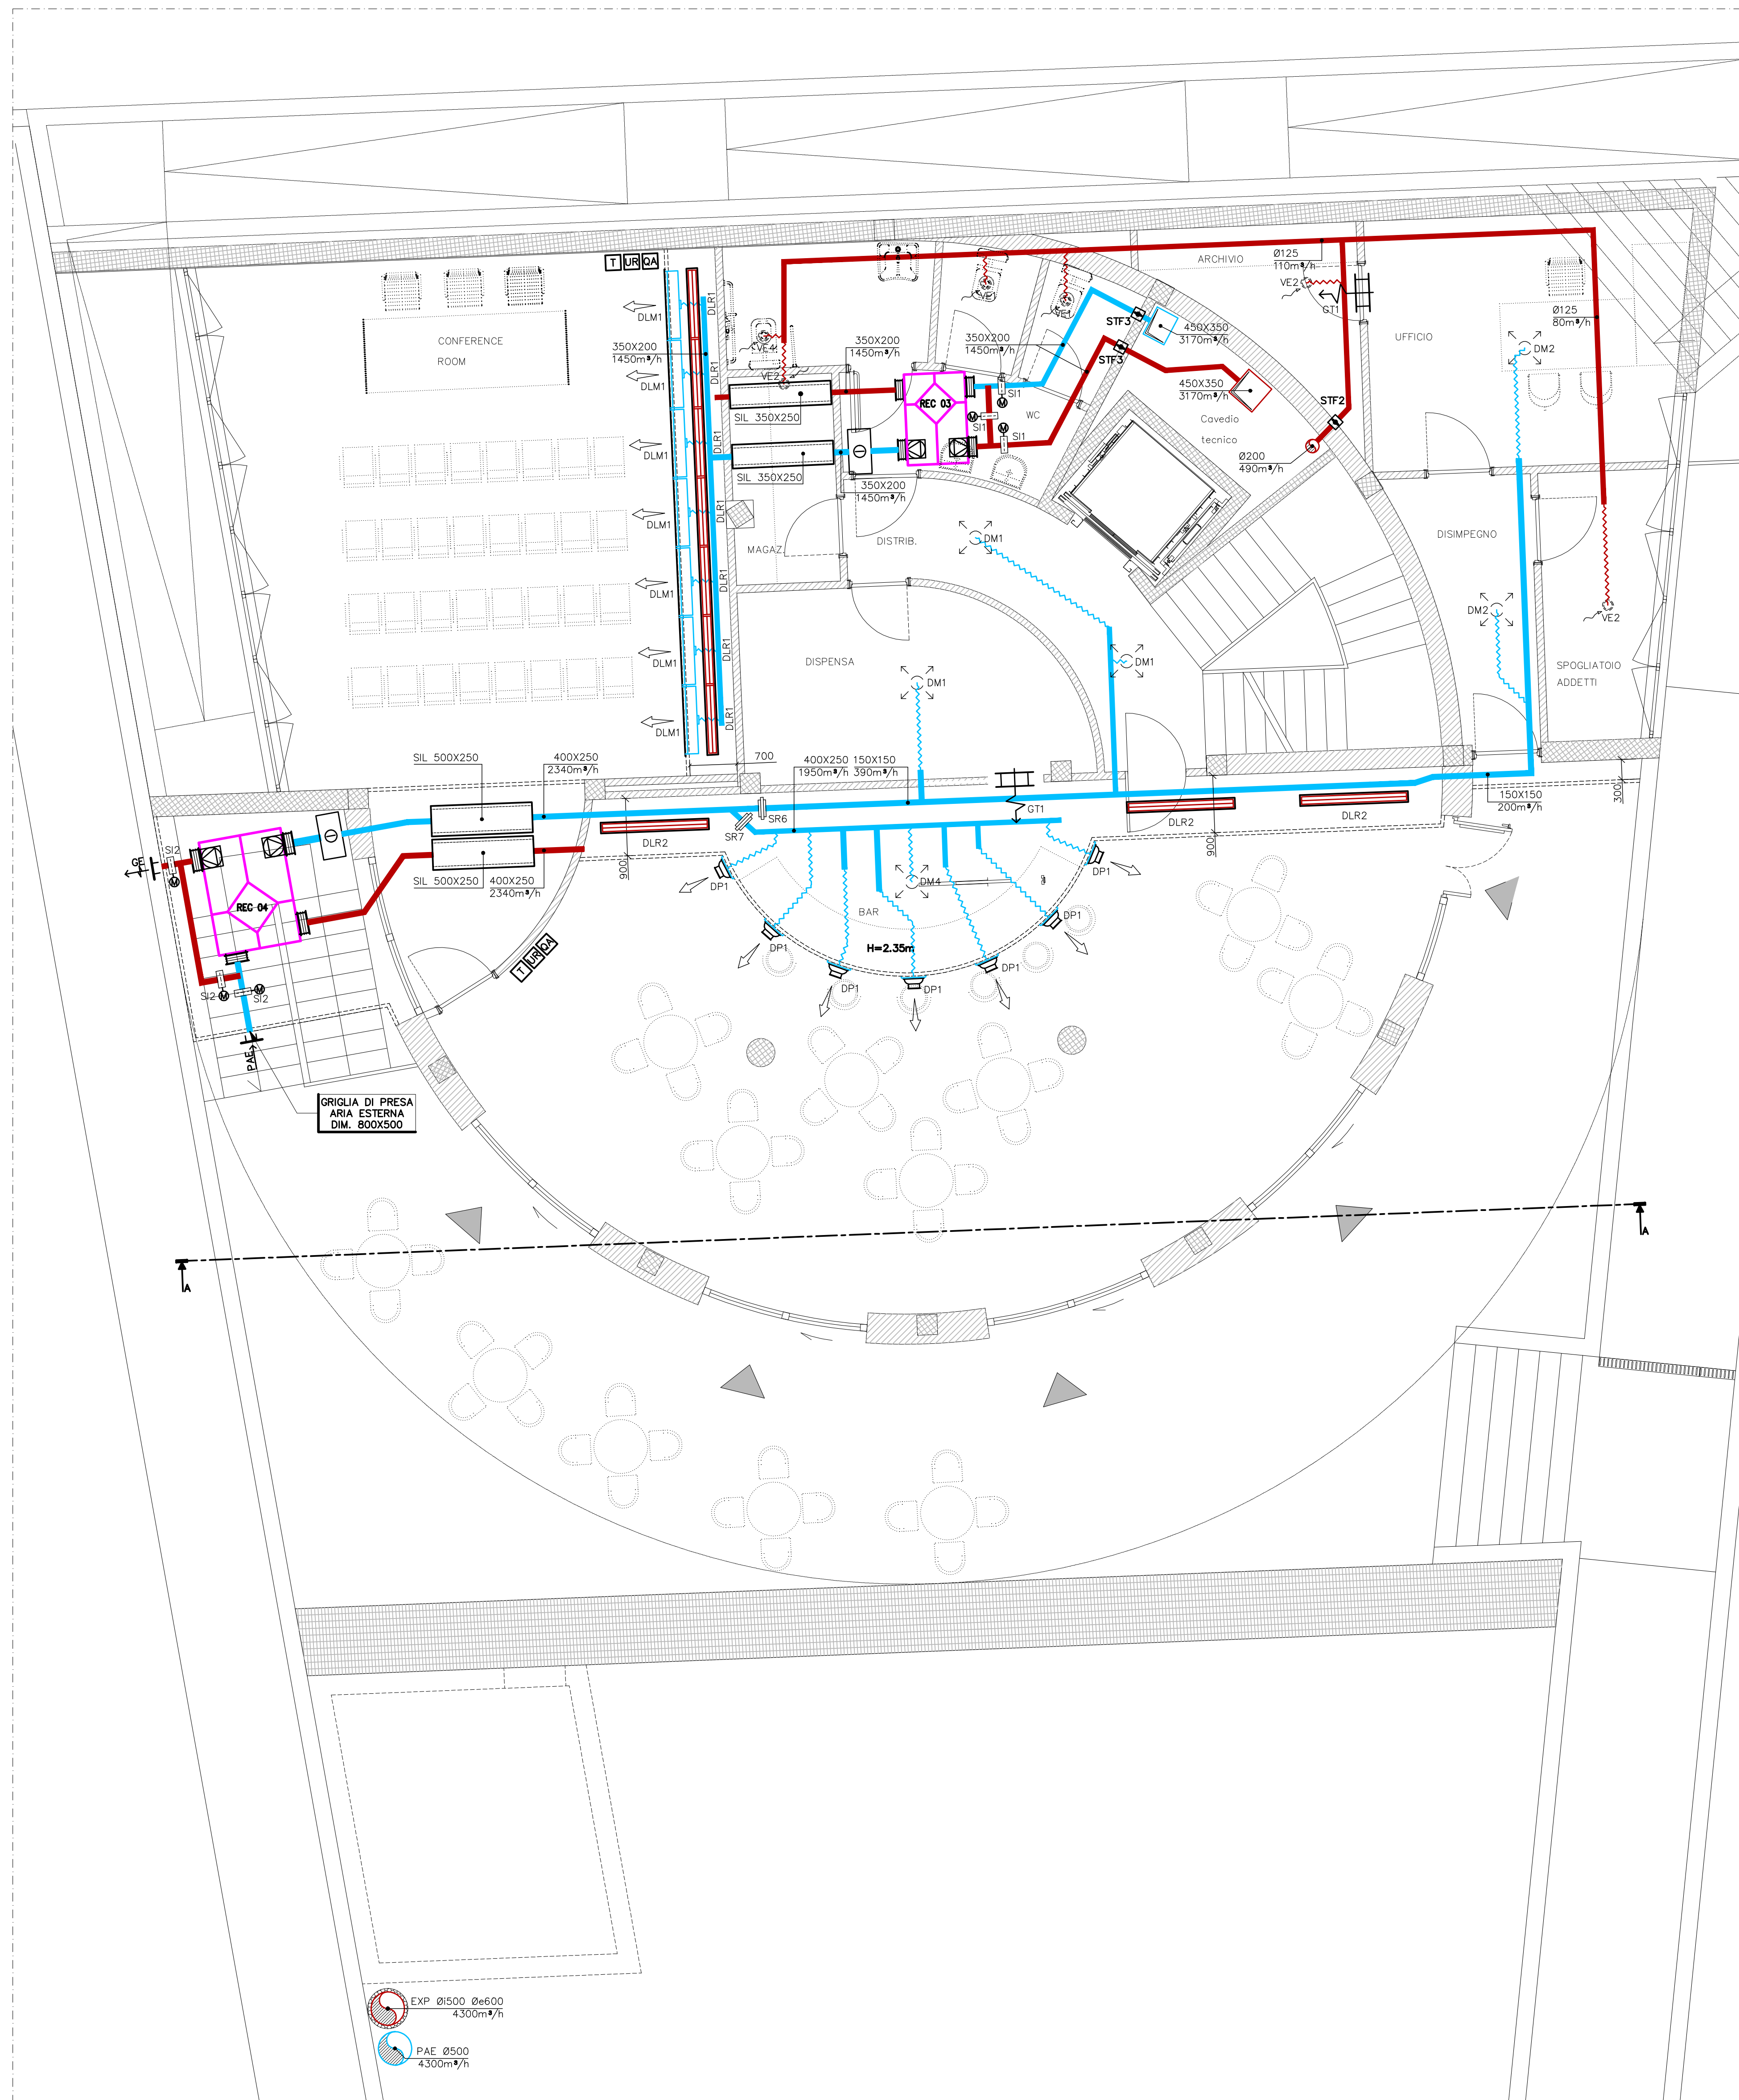 T UR QA
CONFERENCE
ROOM
DLM1
DLM1
DLM1
DLM1
DLM1
DLM1
DLM1
DLR1
DLR1
DLR1
DLR1
DLR1
DLR1
DLR1
350X200
1450m³/h
VE4
VE2
350X200
1450m³/h
SIL 350X250
SIL 350X250
350X200
1450m³/h
REC 03
VE1
VE1
350X200
1450m³/h
SI1
M
SI1
M
SI1
M
WC
STF3
STF3
450X350
3170m³/h
450X350
3170m³/h
Cavedio
tecnico
Ø200
490m³/h
STF2
ARCHIVIO
Ø125
110m³/h
VE2
GT1
UFFICIO
Ø125
80m³/h
DM2
DISIMPEGNO
DM2
VE2
SPOGLIATOIO
ADDETTI
MAGAZ.
DISTRIB.
DM1
DISPENSA
DM1
DM1
700
SIL 500X250
400X250
2340m³/h
400X250
1950m³/h
150X150
390m³/h
150X150
200m³/h
300
GT1
SR6
SR7
DLR2
DLR2
DLR2
900
900
SIL 500X250
400X250
2340m³/h
GE
SI2
M
REC 04
SI2
M
M
SI2
PAE
T UR QA
GRIGLIA DI PRESA
ARIA ESTERNA
DIM. 800X500
DP1
DP1
DP1
DP1
DP1
DP1
DP1
DM4
BAR
H=2.35m
A
A
EXP Øi500 Øe600
4300m³/h
PAE Ø500
4300m³/h